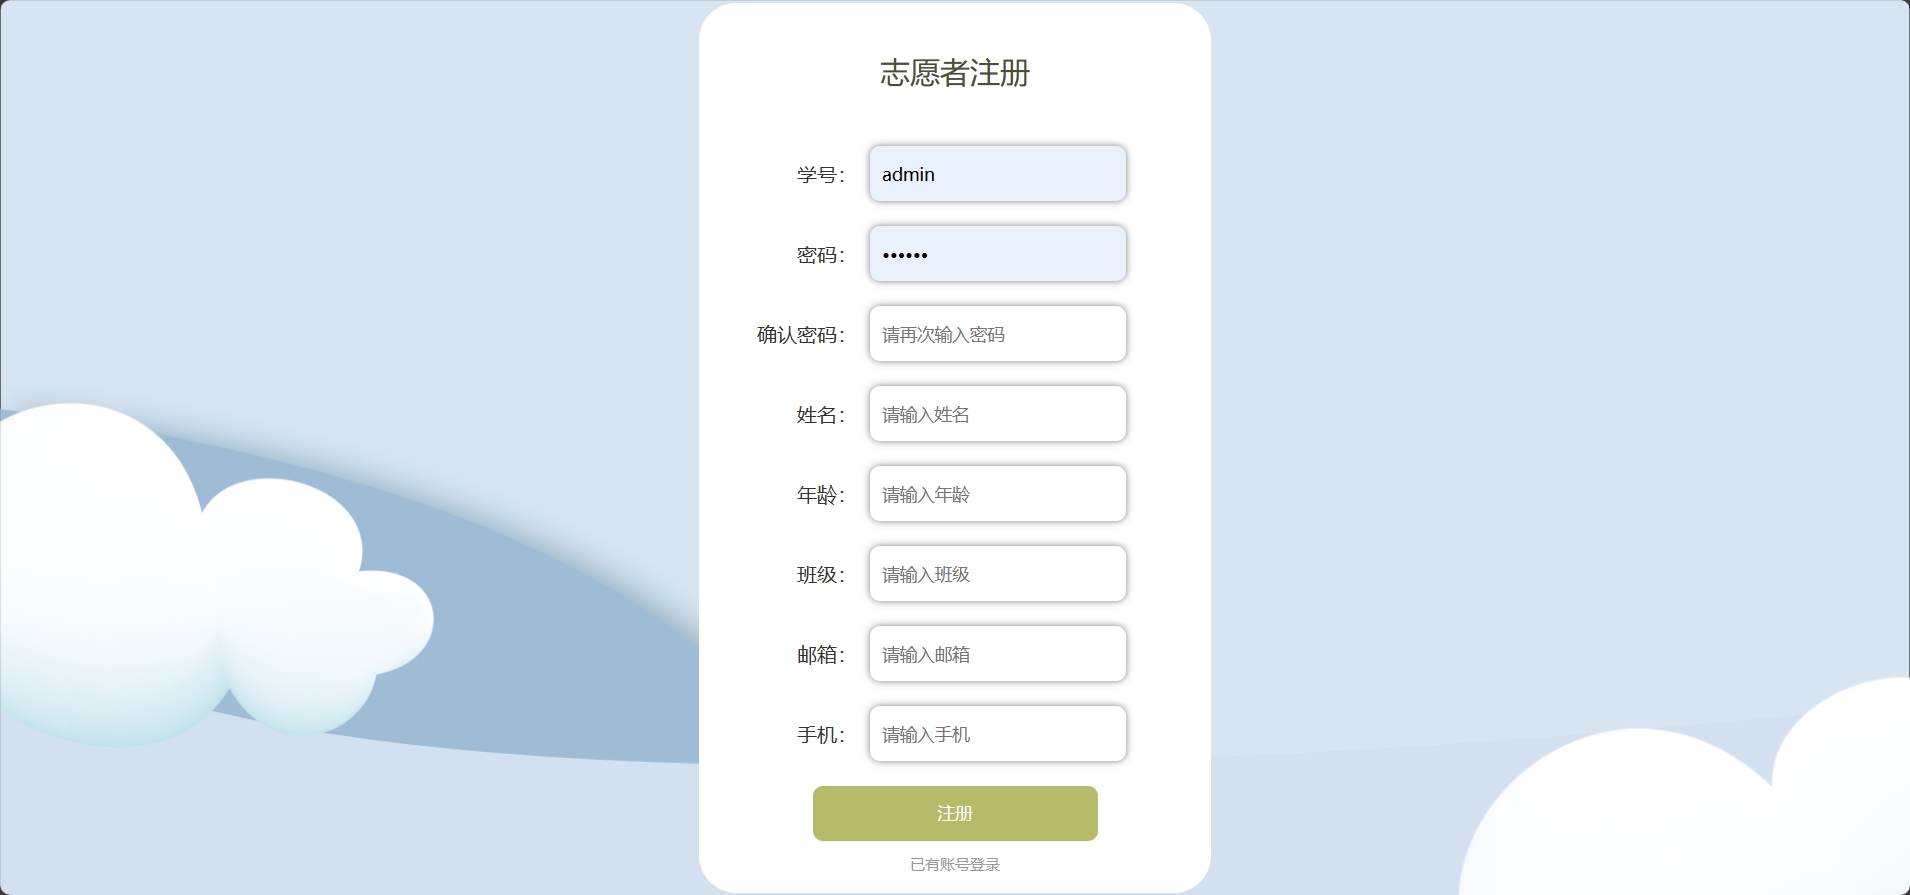 志愿者注册
学号： admin
密码： ••••••
确认密码： 请再次输入密码
姓名： 请输入姓名
年龄： 请输入年龄
班级： 请输入班级
邮箱： 请输入邮箱
手机： 请输入手机
注册
已有账号登录